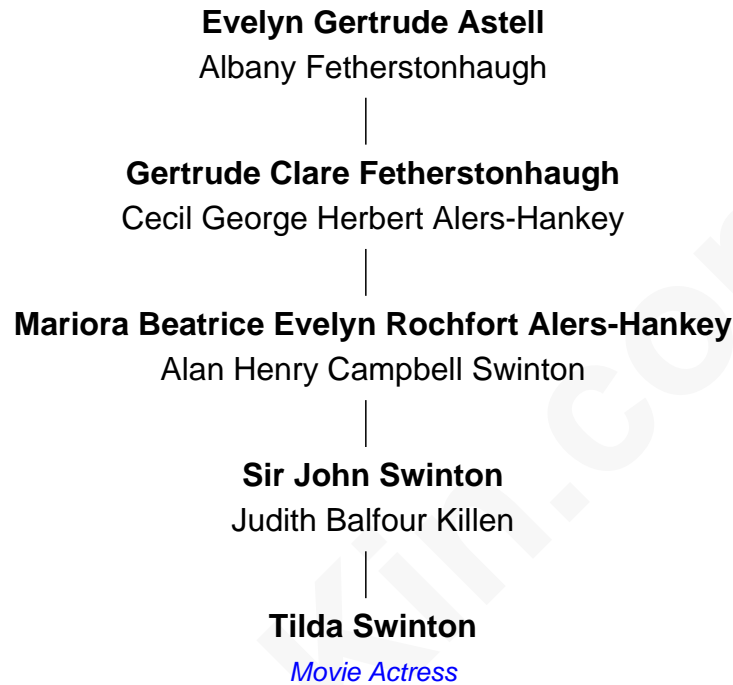 Evelyn Gertrude Astell
Albany Fetherstonhaugh
Gertrude Clare Fetherstonhaugh
Cecil George Herbert Alers-Hankey
Mariora Beatrice Evelyn Rochfort Alers-Hankey
Alan Henry Campbell Swinton
Sir John Swinton
Judith Balfour Killen
Tilda Swinton
Movie Actress